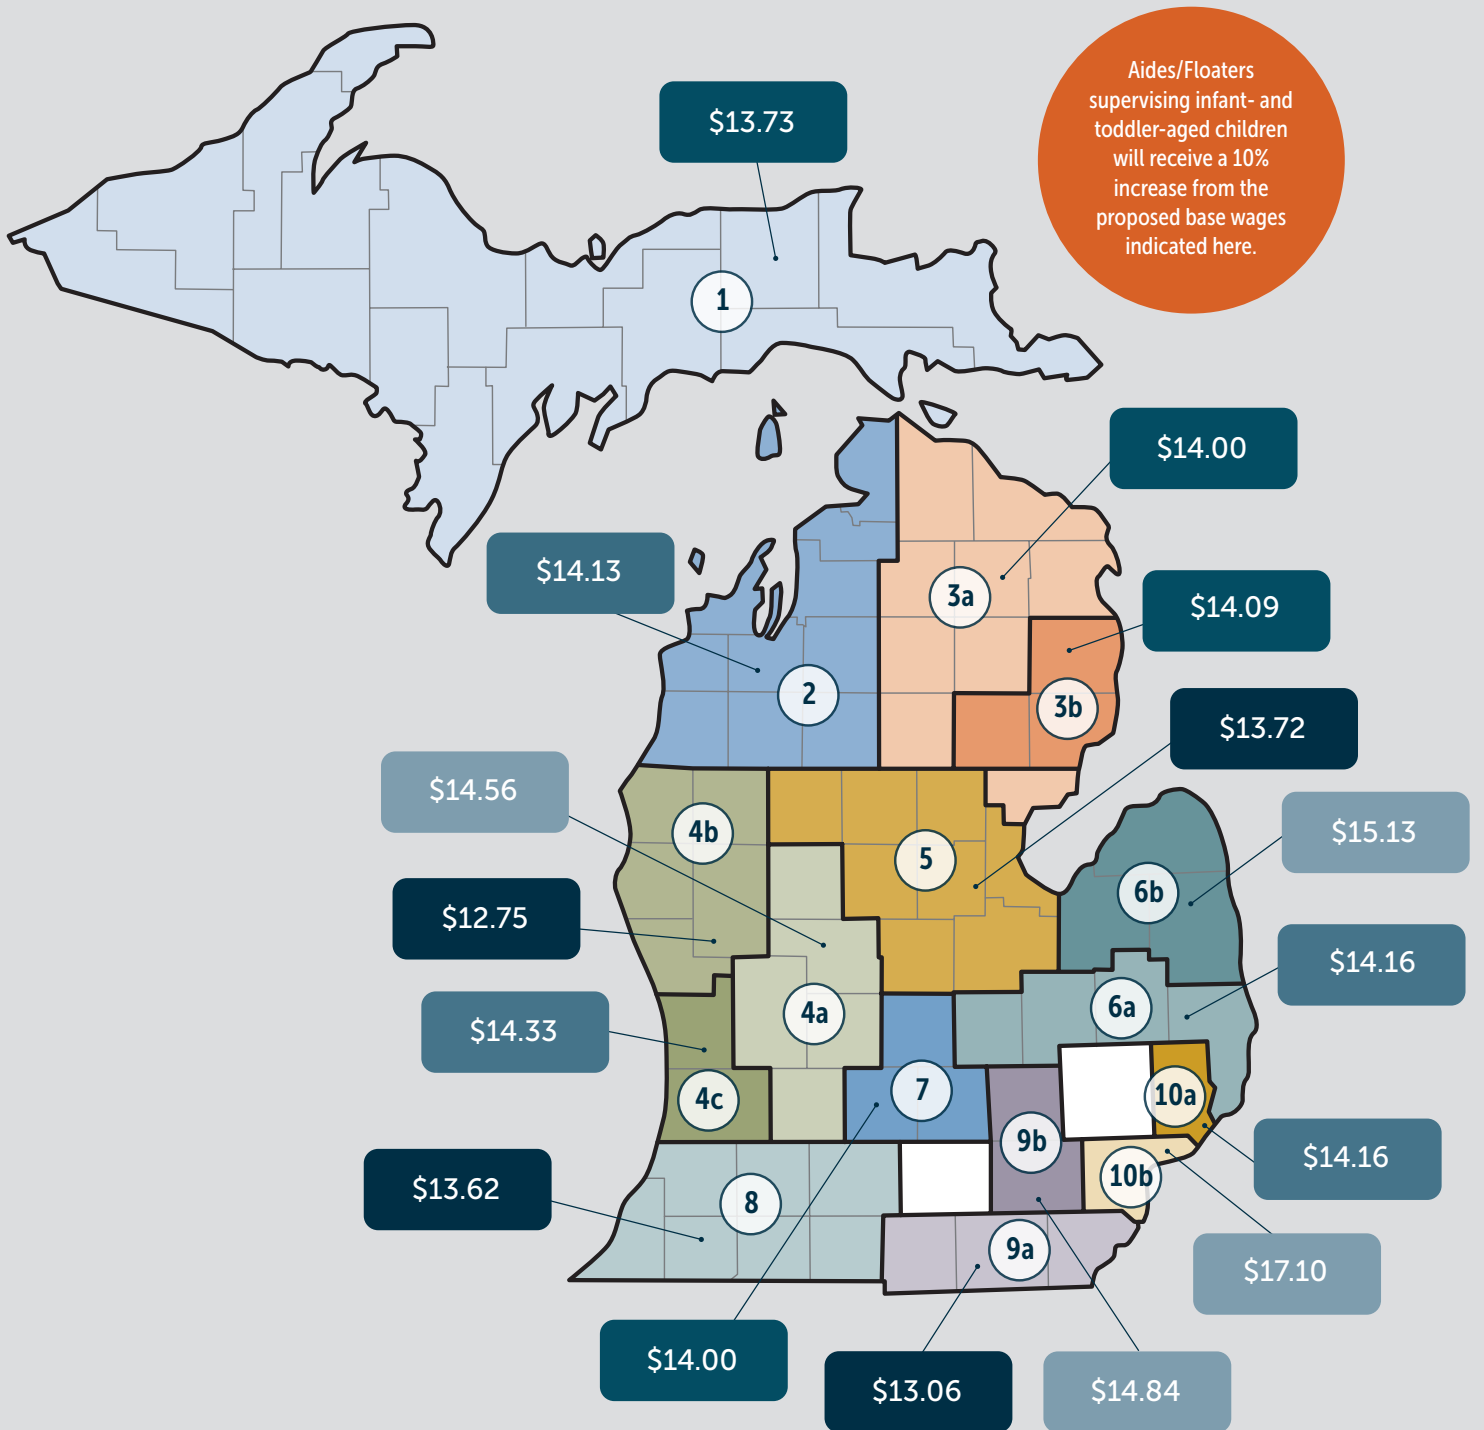 Aides/Floaters
supervising infant- and
toddler-aged children
will receive a 10%
increase from the
proposed base wages
indicated here.
$13.73
1
$14.00
$14.13
3a
$14.09
2
3b
$13.72
$14.56
4b
$15.13
5
6b
$12.75
$14.16
4a
6a
$14.33
7
10a
4c
9b
$14.16
10b
$13.62
8
9a
$17.10
$14.00
$13.06
$14.84